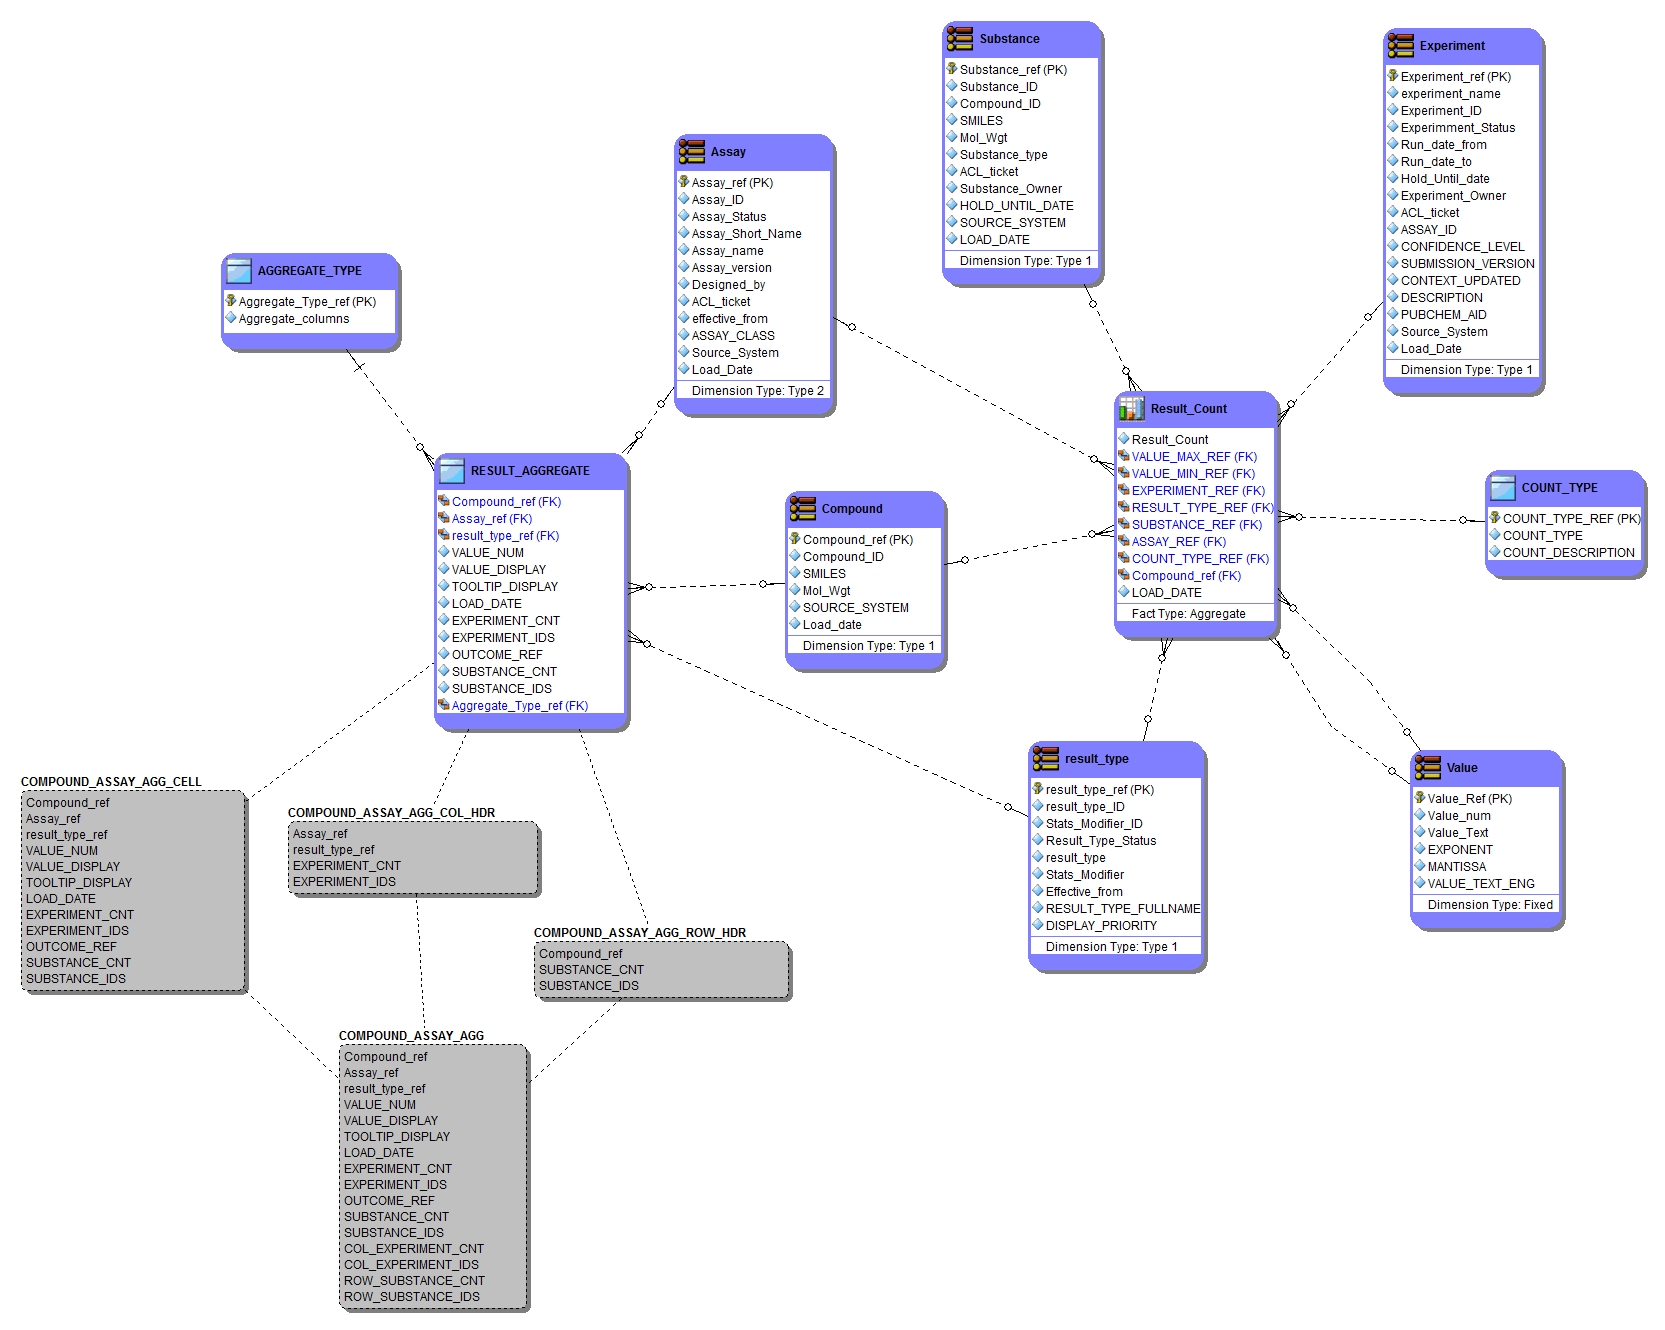 Substance
Substance_ref (PK)
Substance_ID
Compound_ID
SMILES
Mol_Wgt
Substance_type
ACL_ticket
Substance_Owner
HOLD_UNTIL_DATE
SOURCE_SYSTEM
LOAD_DATE
Dimension Type: Type 1
Experiment
Experiment_ref (PK)
experiment_name
Experiment_ID
Experimment_Status
Run_date_from
Run_date_to
Hold_Until_date
Experiment_Owner
ACL_ticket
ASSAY_ID
CONFIDENCE_LEVEL
SUBMISSION_VERSION
CONTEXT_UPDATED
DESCRIPTION
PUBCHEM_AID
Source_System
Load_Date
Dimension Type: Type 1
Assay
Assay_ref (PK)
Assay_ID
Assay_Status
Assay_Short_Name
Assay_name
Assay_version
Designed_by
ACL_ticket
effective_from
ASSAY_CLASS
Source_System
Load_Date
Dimension Type: Type 2
AGGREGATE_TYPE
Aggregate_Type_ref (PK)
Aggregate_columns
RESULT_AGGREGATE
Compound_ref (FK)
Assay_ref (FK)
result_type_ref (FK)
VALUE_NUM
VALUE_DISPLAY
TOOLTIP_DISPLAY
LOAD_DATE
EXPERIMENT_CNT
EXPERIMENT_IDS
OUTCOME_REF
SUBSTANCE_CNT
SUBSTANCE_IDS
Aggregate_Type_ref (FK)
Compound
Compound_ref (PK)
Compound_ID
SMILES
Mol_Wgt
SOURCE_SYSTEM
Load_date
Dimension Type: Type 1
Result_Count
Result_Count
VALUE_MAX_REF (FK)
VALUE_MIN_REF (FK)
EXPERIMENT_REF (FK)
RESULT_TYPE_REF (FK)
SUBSTANCE_REF (FK)
ASSAY_REF (FK)
COUNT_TYPE_REF (FK)
Compound_ref (FK)
LOAD_DATE
Fact Type: Aggregate
COUNT_TYPE
COUNT_TYPE_REF (PK)
COUNT_TYPE
COUNT_DESCRIPTION
result_type
result_type_ref (PK)
result_type_ID
Stats_Modifier_ID
Result_Type_Status
result_type
Stats_Modifier
Effective_from
RESULT_TYPE_FULLNAME
DISPLAY_PRIORITY
Dimension Type: Type 1
Value
Value_Ref (PK)
Value_num
Value_Text
EXPONENT
MANTISSA
VALUE_TEXT_ENG
Dimension Type: Fixed
COMPOUND_ASSAY_AGG_CELL
Compound_ref
Assay_ref
result_type_ref
VALUE_NUM
VALUE_DISPLAY
TOOLTIP_DISPLAY
LOAD_DATE
EXPERIMENT_CNT
EXPERIMENT_IDS
OUTCOME_REF
SUBSTANCE_CNT
SUBSTANCE_IDS
COMPOUND_ASSAY_AGG_COL_HDR
Assay_ref
result_type_ref
EXPERIMENT_CNT
EXPERIMENT_IDS
COMPOUND_ASSAY_AGG_ROW_HDR
Compound_ref
SUBSTANCE_CNT
SUBSTANCE_IDS
COMPOUND_ASSAY_AGG
Compound_ref
Assay_ref
result_type_ref
VALUE_NUM
VALUE_DISPLAY
TOOLTIP_DISPLAY
LOAD_DATE
EXPERIMENT_CNT
EXPERIMENT_IDS
OUTCOME_REF
SUBSTANCE_CNT
SUBSTANCE_IDS
COL_EXPERIMENT_CNT
COL_EXPERIMENT_IDS
ROW_SUBSTANCE_CNT
ROW_SUBSTANCE_IDS